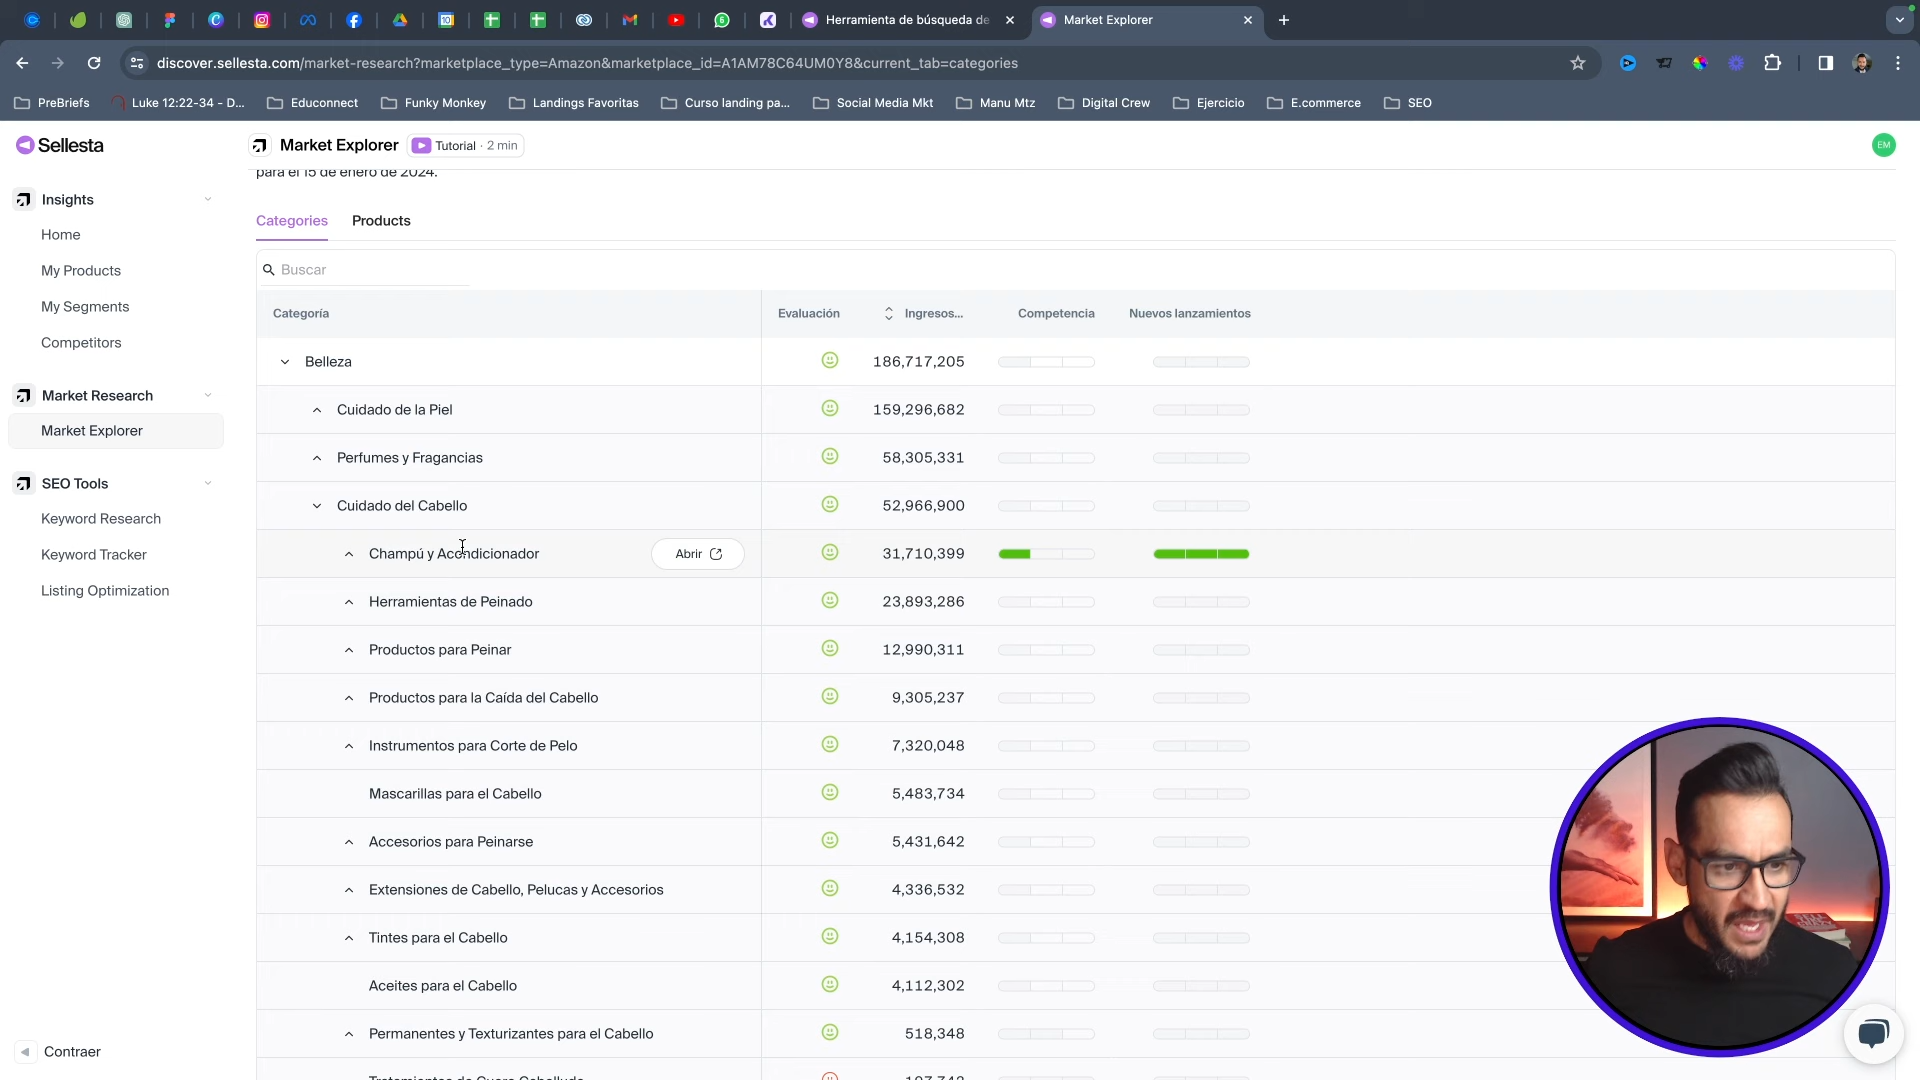 Herramienta de búsqueda de
Market Explorer
discover.sellesta.com/market-research?marketplace_type=Amazon&marketplace_id=A1AM78C64UM0Y8&current_tab=categories
PreBriefs
Luke 12:22-34 - D...
Educonnect
Funky Monkey
Landings Favoritas
Curso landing pa...
Social Media Mkt
Manu Mtz
Digital Crew
Ejercicio
E.commerce
SEO
Sellesta
Market Explorer
Tutorial · 2 min
EM
para el 15 de enero de 2024.
Insights
Home
My Products
My Segments
Competitors
Market Research
Market Explorer
SEO Tools
Keyword Research
Keyword Tracker
Listing Optimization
Contraer
Categories
Products
Buscar
Categoría
Evaluación
Ingresos...
Competencia
Nuevos lanzamientos
Belleza 186,717,205
Cuidado de la Piel 159,296,682
Perfumes y Fragancias 58,305,331
Cuidado del Cabello 52,966,900
Champú y Acondicionador Abrir 31,710,399
Herramientas de Peinado 23,893,286
Productos para Peinar 12,990,311
Productos para la Caída del Cabello 9,305,237
Instrumentos para Corte de Pelo 7,320,048
Mascarillas para el Cabello 5,483,734
Accesorios para Peinarse 5,431,642
Extensiones de Cabello, Pelucas y Accesorios 4,336,532
Tintes para el Cabello 4,154,308
Aceites para el Cabello 4,112,302
Permanentes y Texturizantes para el Cabello 518,348